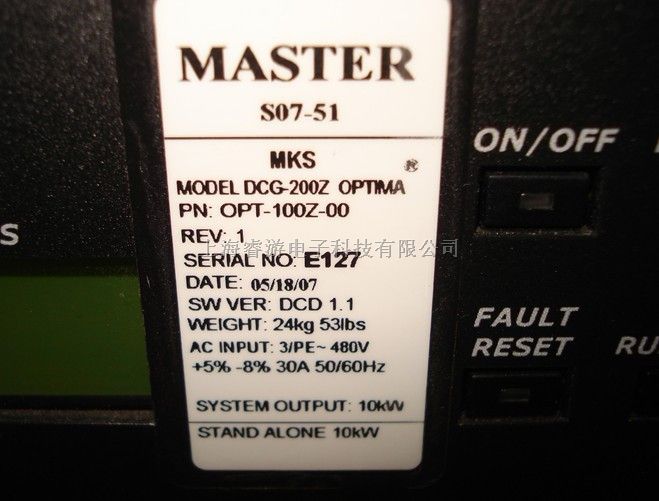 MASTER
S07-51
MKS ®
MODEL DCG-200Z OPTIMA
PN: OPT-100Z-00
REV: 1
上海睿游电子科技有限公司
SERIAL NO: E127
DATE: 05/18/07
SW VER: DCD 1.1
WEIGHT: 24kg 53lbs
AC INPUT: 3/PE~ 480V
+5% -8% 30A 50/60Hz
SYSTEM OUTPUT: 10kW
STAND ALONE 10kW
ON/OFF
FAULT
RESET
RU
S